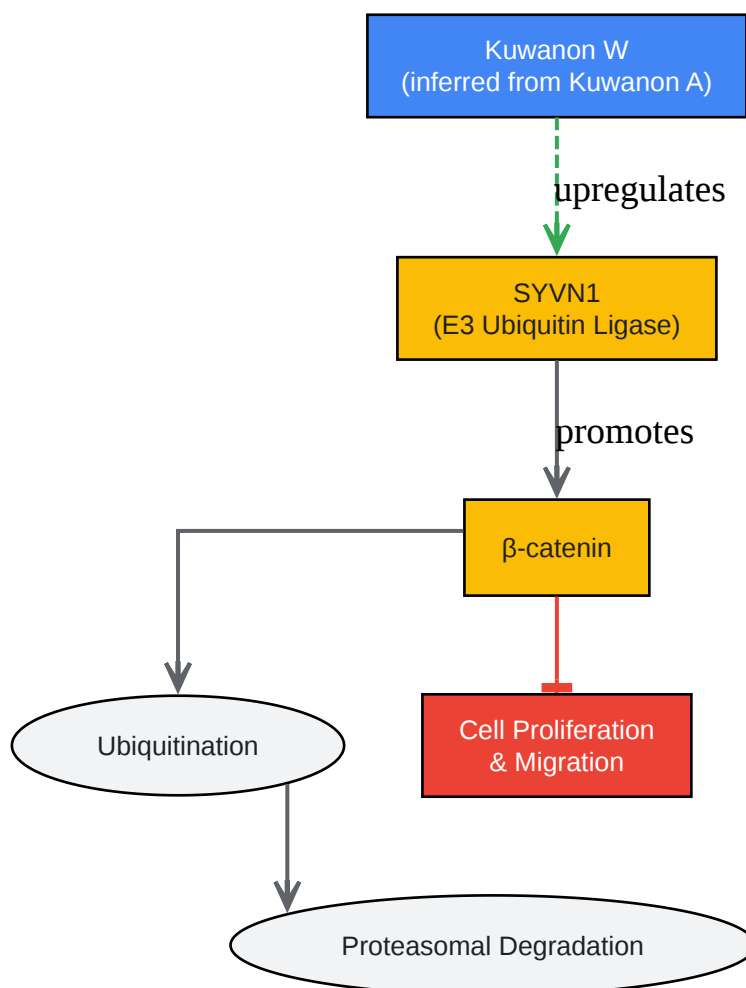 Kuwanon W
(inferred from Kuwanon A)
upregulates
SYVN1
(E3 Ubiquitin Ligase)
promotes
β-catenin
Ubiquitination
Cell Proliferation
& Migration
Proteasomal Degradation